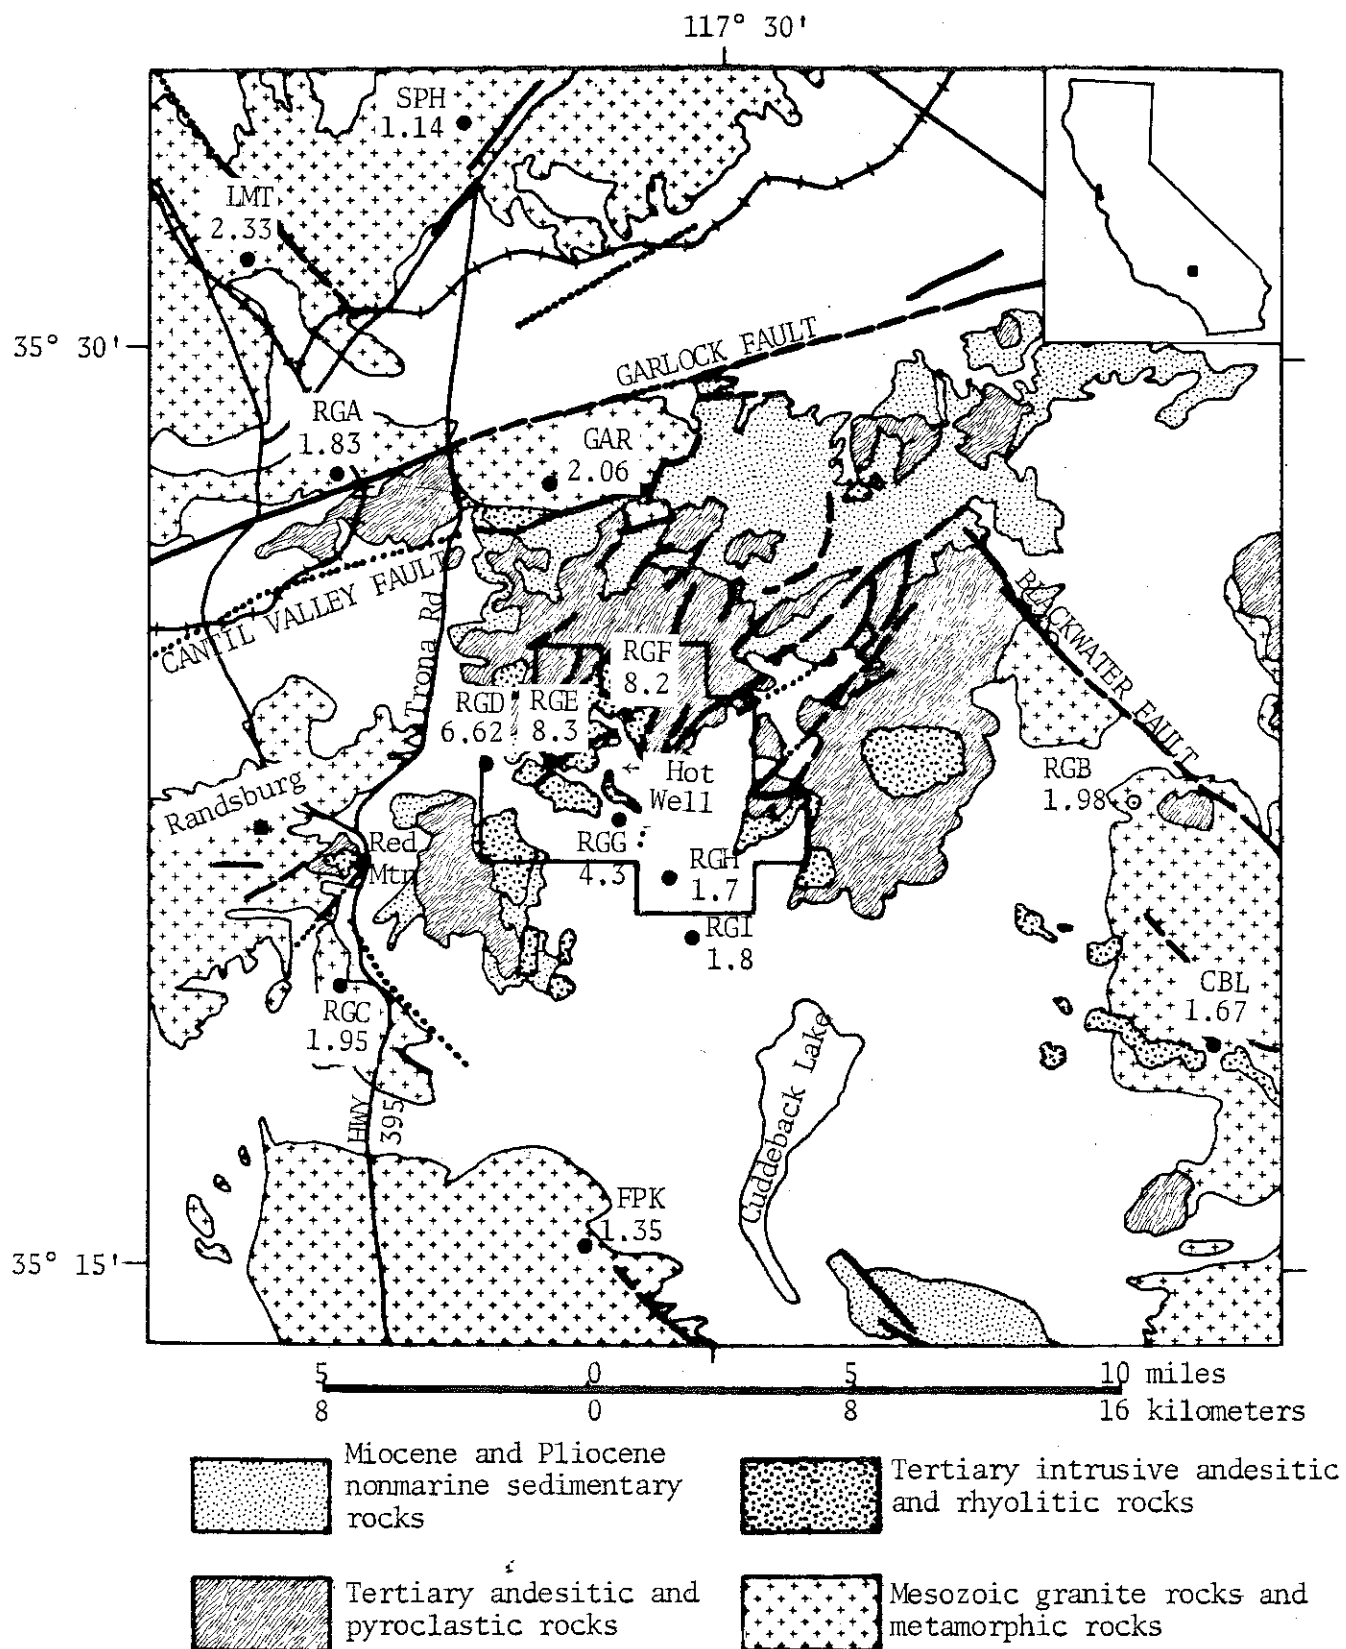 117° 30'
SPH
1.14
LMT
2.33
35° 30'
GARLOCK FAULT
RGA
1.83
GAR
2.06
CANTIL VALLEY FAULT
Trona Rd
BLACKWATER FAULT
RGF
8.2
RGD
6.62
RGE
8.3
Hot
Well
RGB
1.98
Randsburg
Red
Mtn
RGG
4.3
RGH
1.7
RGI
1.8
RGC
1.95
CBL
1.67
HWY
395
Cuddeback Lake
FPK
1.35
35° 15'
5 0 5 10 miles
8 0 8 16 kilometers
Miocene and Pliocene
nonmarine sedimentary
rocks
Tertiary intrusive andesitic
and rhyolitic rocks
Tertiary andesitic and
pyroclastic rocks
Mesozoic granite rocks and
metamorphic rocks